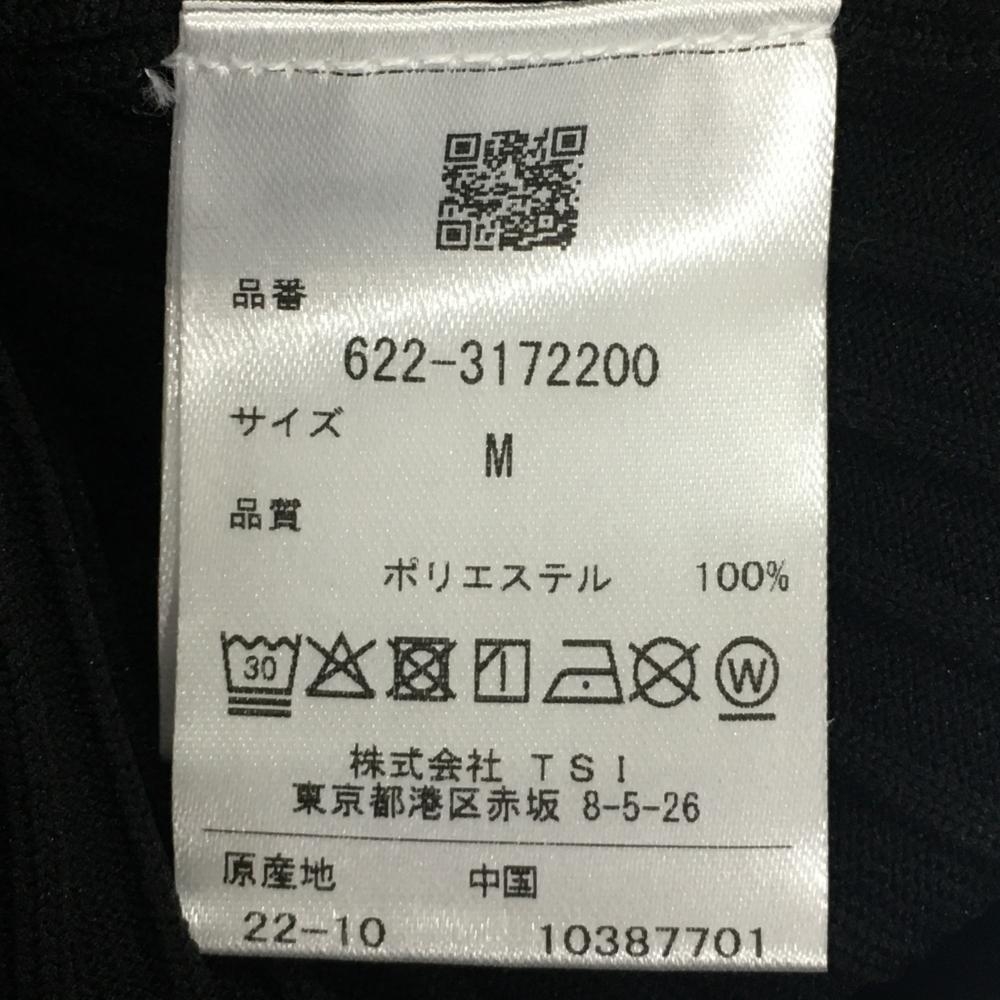 品番
622-3172200
サイズ
M
品質
ポリエステル 100%
30 W
株式会社 TSI
東京都港区赤坂 8-5-26
原産地 中国
22-10 10387701